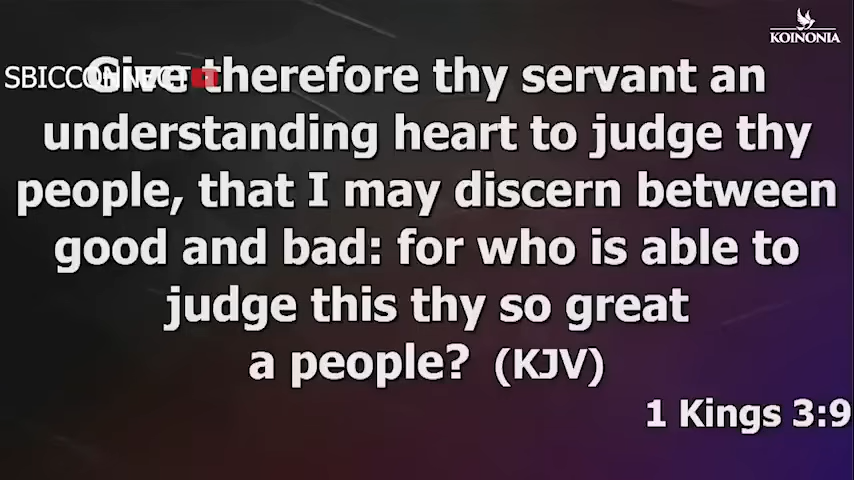 KOINONIA
SBICCONNECT
Give therefore thy servant an
understanding heart to judge thy
people, that I may discern between
good and bad: for who is able to
judge this thy so great
a people? (KJV)
1 Kings 3:9